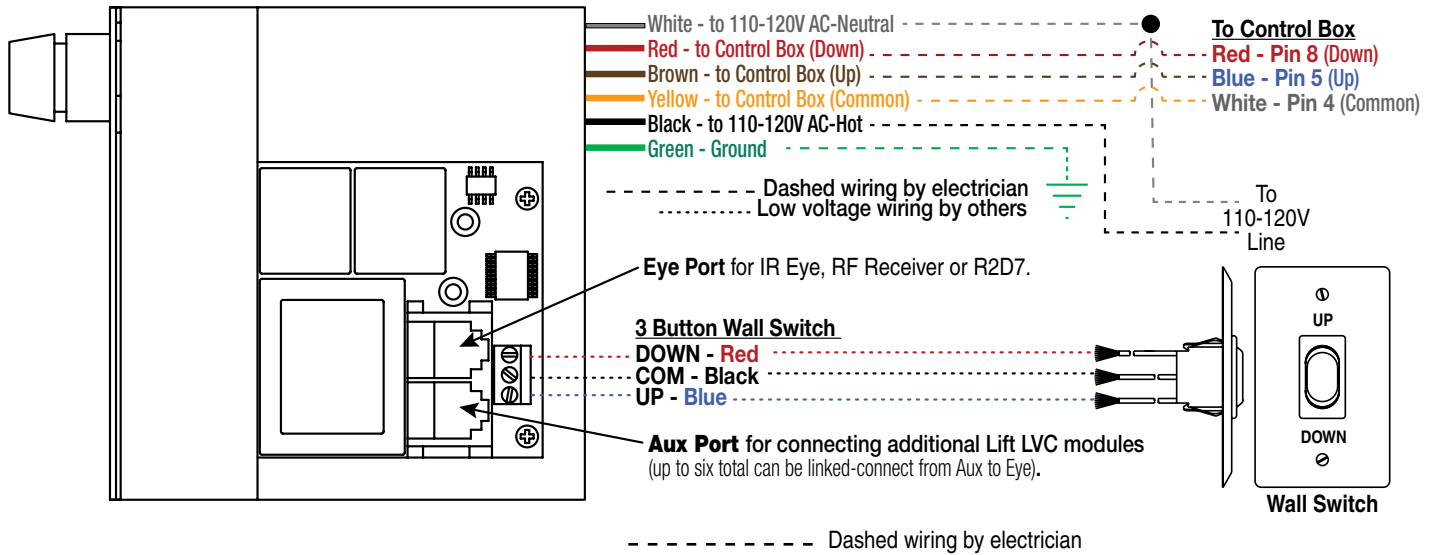 White - to 110-120V AC-Neutral
Red - to Control Box (Down)
Brown - to Control Box (Up)
Yellow - to Control Box (Common)
Black - to 110-120V AC-Hot
Green - Ground
To Control Box
Red - Pin 8 (Down)
Blue - Pin 5 (Up)
White - Pin 4 (Common)
Dashed wiring by electrician
Low voltage wiring by others
To
110-120V
Line
Eye Port for IR Eye, RF Receiver or R2D7.
3 Button Wall Switch
DOWN - Red
COM - Black
UP - Blue
Aux Port for connecting additional Lift LVC modules
(up to six total can be linked-connect from Aux to Eye).
UP
DOWN
Wall Switch
Dashed wiring by electrician